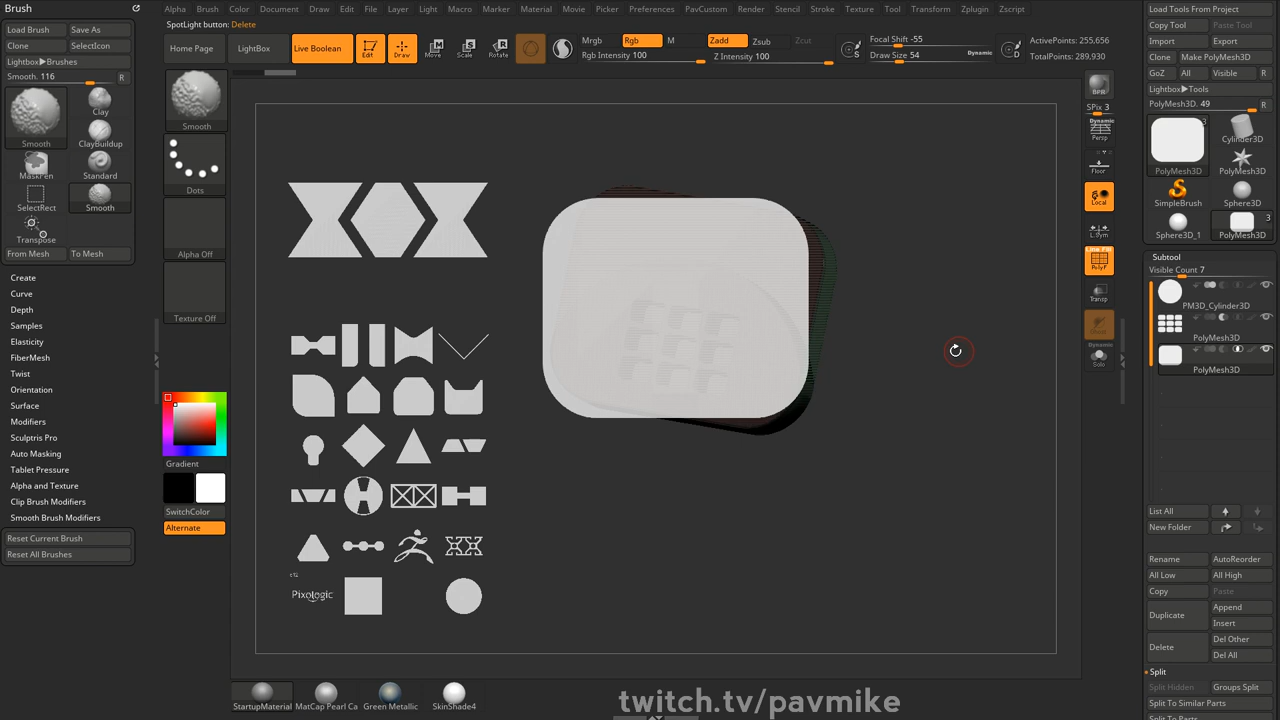 Brush
Alpha Brush Color Document Draw Edit File Layer Light Macro Marker Material Movie Picker Preferences PavCustom Render Stencil Stroke Texture Tool Transform Zplugin Zscript
SpotLight button: Delete
Load Brush Save As
Clone SelectIcon
Lightbox▶Brushes
Smooth. 116 R
Smooth
Clay
ClayBuildup
MaskPen Standard
SelectRect Smooth
Transpose
From Mesh To Mesh
Create
Curve
Depth
Samples
Elasticity
FiberMesh
Twist
Orientation
Surface
Modifiers
Sculptris Pro
Auto Masking
Tablet Pressure
Alpha and Texture
Clip Brush Modifiers
Smooth Brush Modifiers
Reset Current Brush
Reset All Brushes
Home Page LightBox Live Boolean Edit Draw Move Scale Rotate
Mrgb Rgb M
Rgb Intensity 100
Zadd Zsub Zcut
Z Intensity 100
S
Focal Shift -55
Draw Size 54 Dynamic
D
ActivePoints: 255,656
TotalPoints: 289,930
Smooth
Dots
Alpha Off
Texture Off
Gradient
SwitchColor
Alternate
Pixologic
StartupMaterial MatCap Pearl Ca Green Metallic SkinShade4
twitch.tv/pavmike
BPR
SPix 3
Dynamic
Persp
Floor
Local
L.Sym
Line Fill
PolyF
Transp
Ghost
Dynamic
Solo
Load Tools From Project
Copy Tool Paste Tool
Import Export
Clone Make PolyMesh3D
GoZ All Visible R
Lightbox▶Tools
PolyMesh3D. 49 R
3
PolyMesh3D
Cylinder3D
PolyMesh3D
SimpleBrush Sphere3D
3
Sphere3D_1 PolyMesh3D
Subtool
Visible Count 7
PM3D_Cylinder3D
PolyMesh3D
PolyMesh3D
List All
New Folder
Rename AutoReorder
All Low All High
Copy Paste
Duplicate Append
Insert
Delete Del Other
Del All
Split
Split Hidden Groups Split
Split To Similar Parts